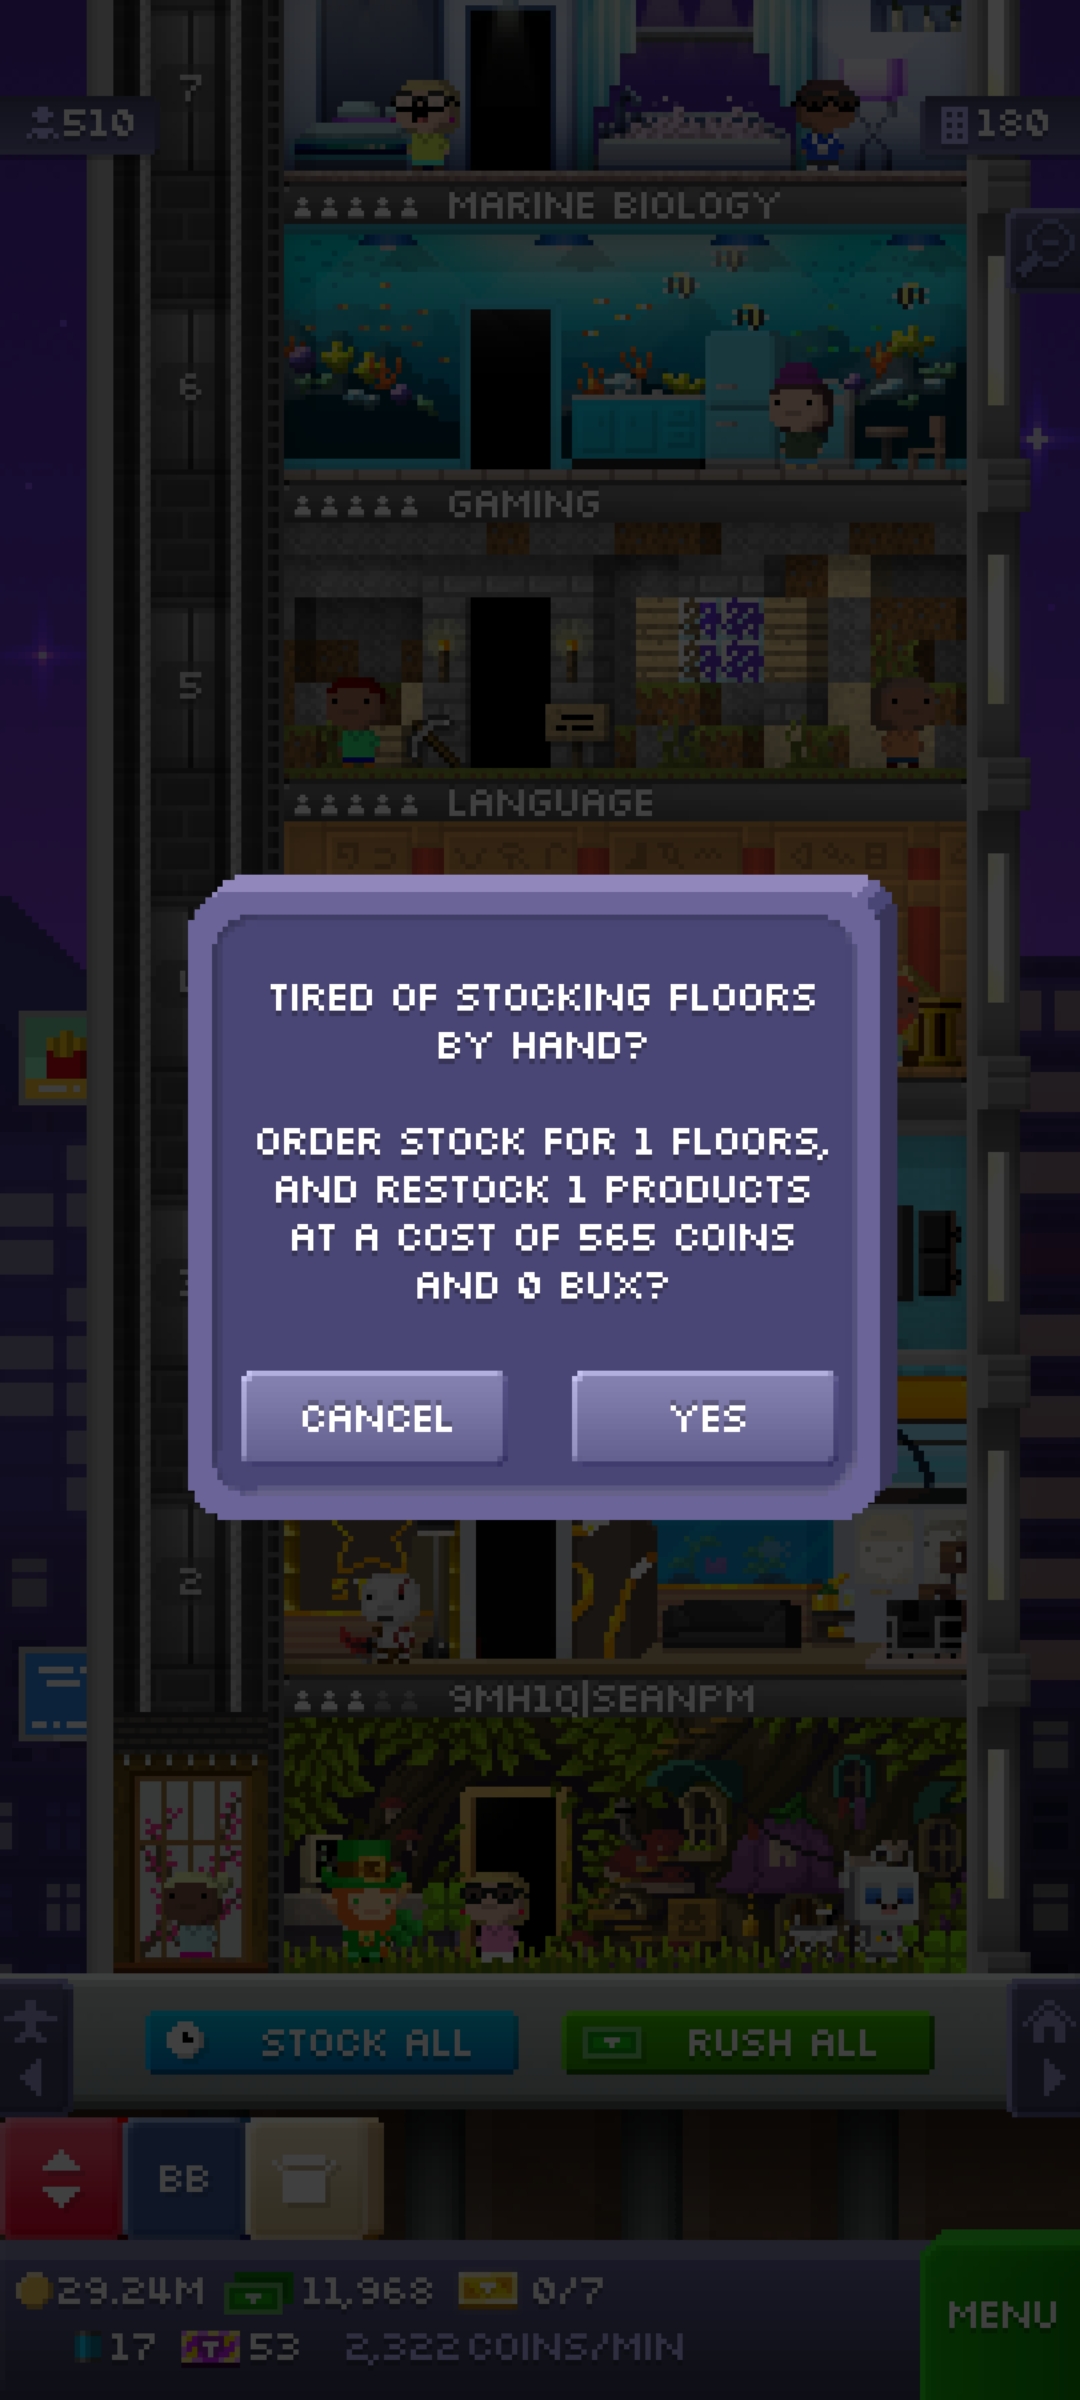 7
510
180
MARINE BIOLOGY
6
GAMING
5
LANGUAGE
TIRED OF STOCKING FLOORS
BY HAND?
ORDER STOCK FOR 1 FLOORS,
AND RESTOCK 1 PRODUCTS
AT A COST OF 565 COINS
AND 0 BUX?
CANCEL
YES
2
9MH1Q|SEANPM
STOCK ALL
RUSH ALL
BB
29.24M 11,968 0/7
17 53 2,322 COINS/MIN
MENU